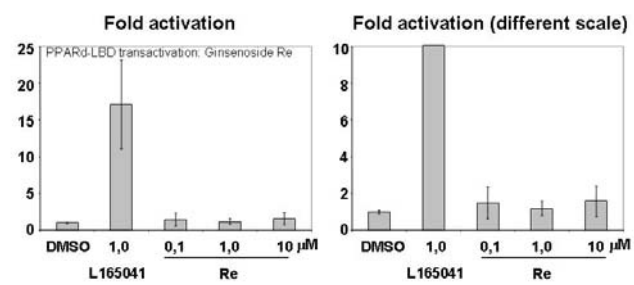 Fold activation
25
20
15
10
5
0
PPARd-LBD transactivation: Ginsenoside Re
DMSO 1,0 0,1 1,0 10 μM
L165041 Re
Fold activation (different scale)
10
8
6
4
2
0
DMSO 1,0 0,1 1,0 10 μM
L165041 Re